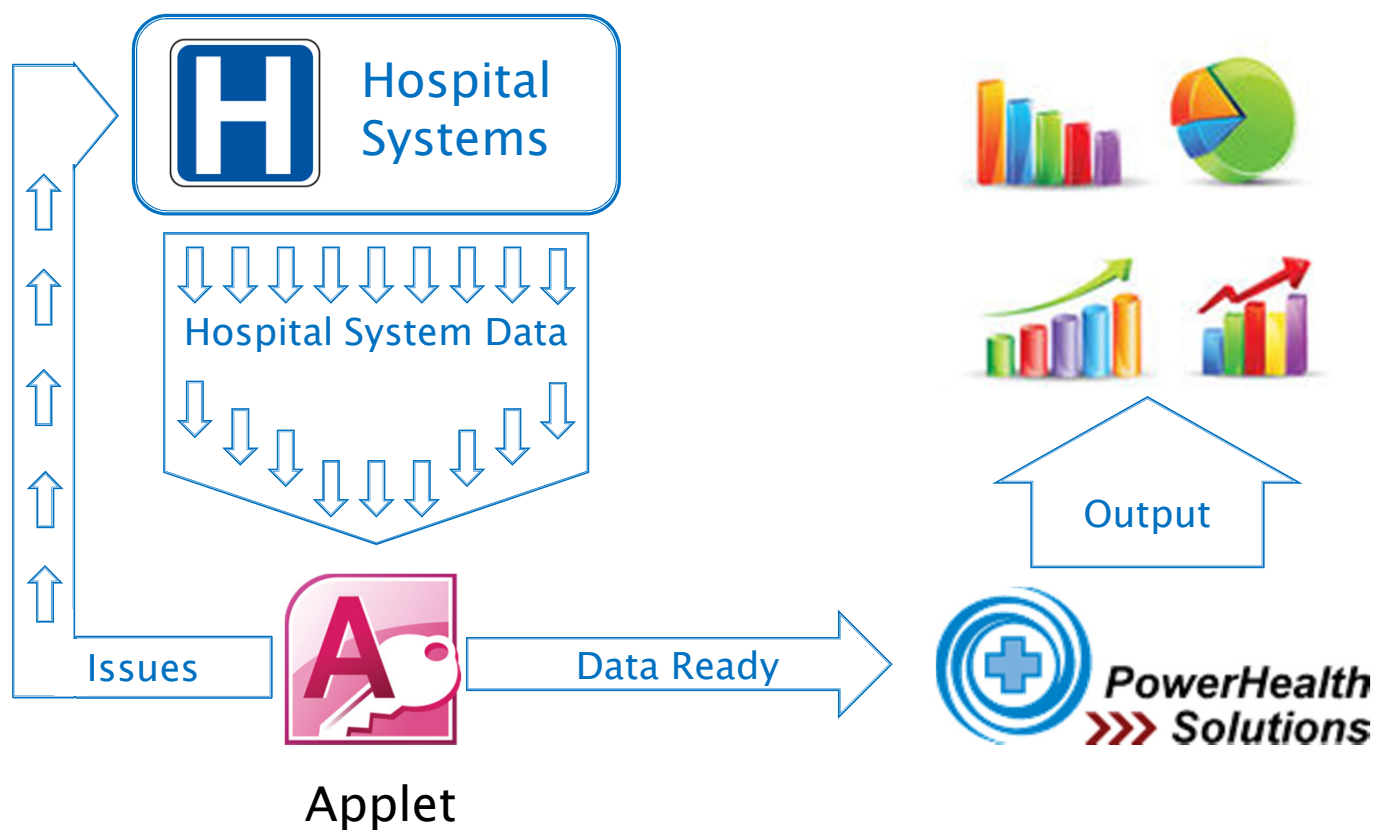 H
Hospital
Systems
Hospital System Data
Output
Issues
A
Data Ready
PowerHealth
Solutions
Applet